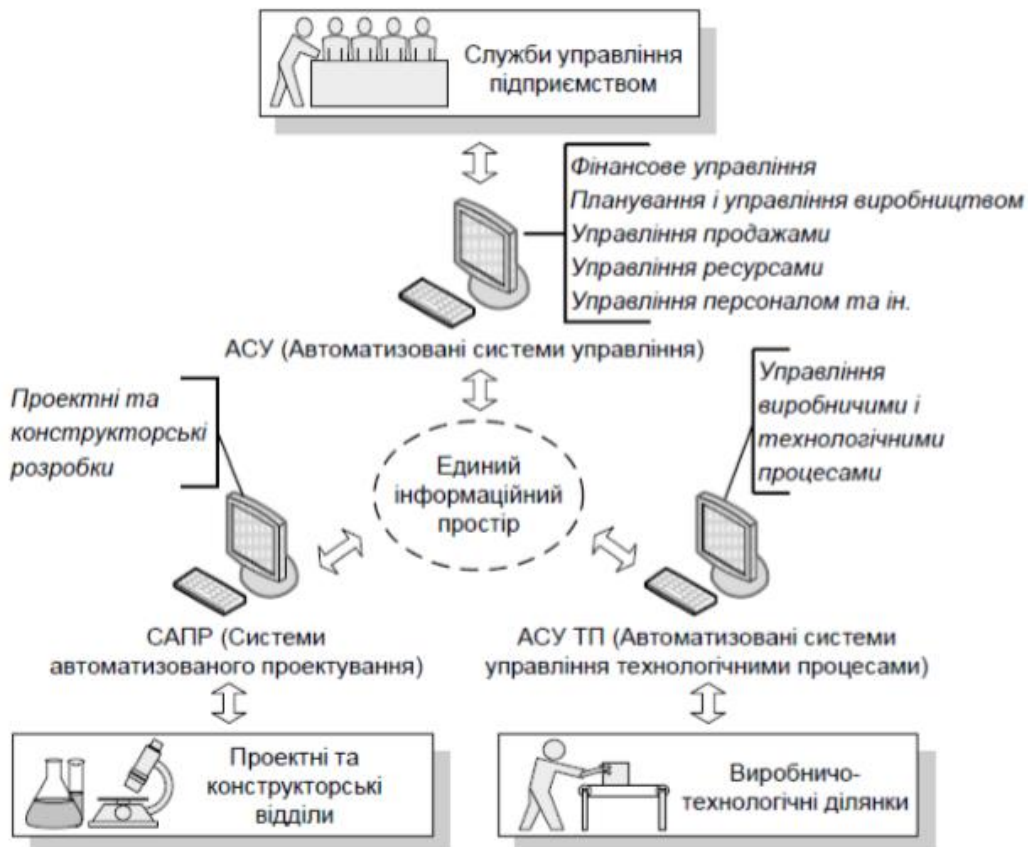 Служби управління
підприємством
Фінансове управління
Планування і управління виробництвом
Управління продажами
Управління ресурсами
Управління персоналом та ін.
АСУ (Автоматизовані системи управління)
Проектні та
конструкторські
розробки
Управління
виробничими і
технологічними
процесами
Единий
інформаційний
простір
САПР (Системи
автоматизованого проектування)
АСУ ТП (Автоматизовані системи
управління технологічними процесами)
Проектні та
конструкторські
відділи
Виробничо-
технологічні ділянки